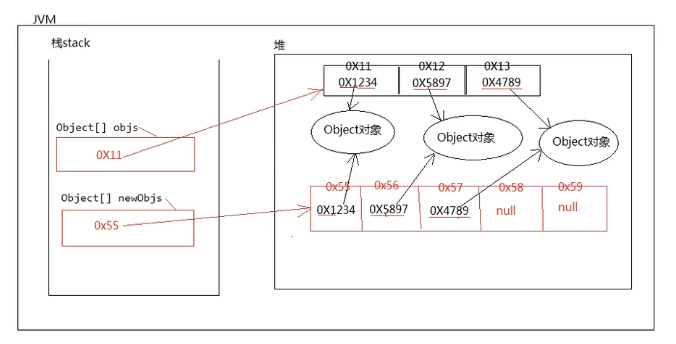 JVM
栈stack
堆
0X11 0X12 0X13
0X1234 0X5897 0X4789
Object[] objs
0X11
Object对象
Object对象
Object对象
Object[] newObjs
0x55
0x55 0x56 0x57 0x58 0x59
0X1234 0X5897 0X4789 null null